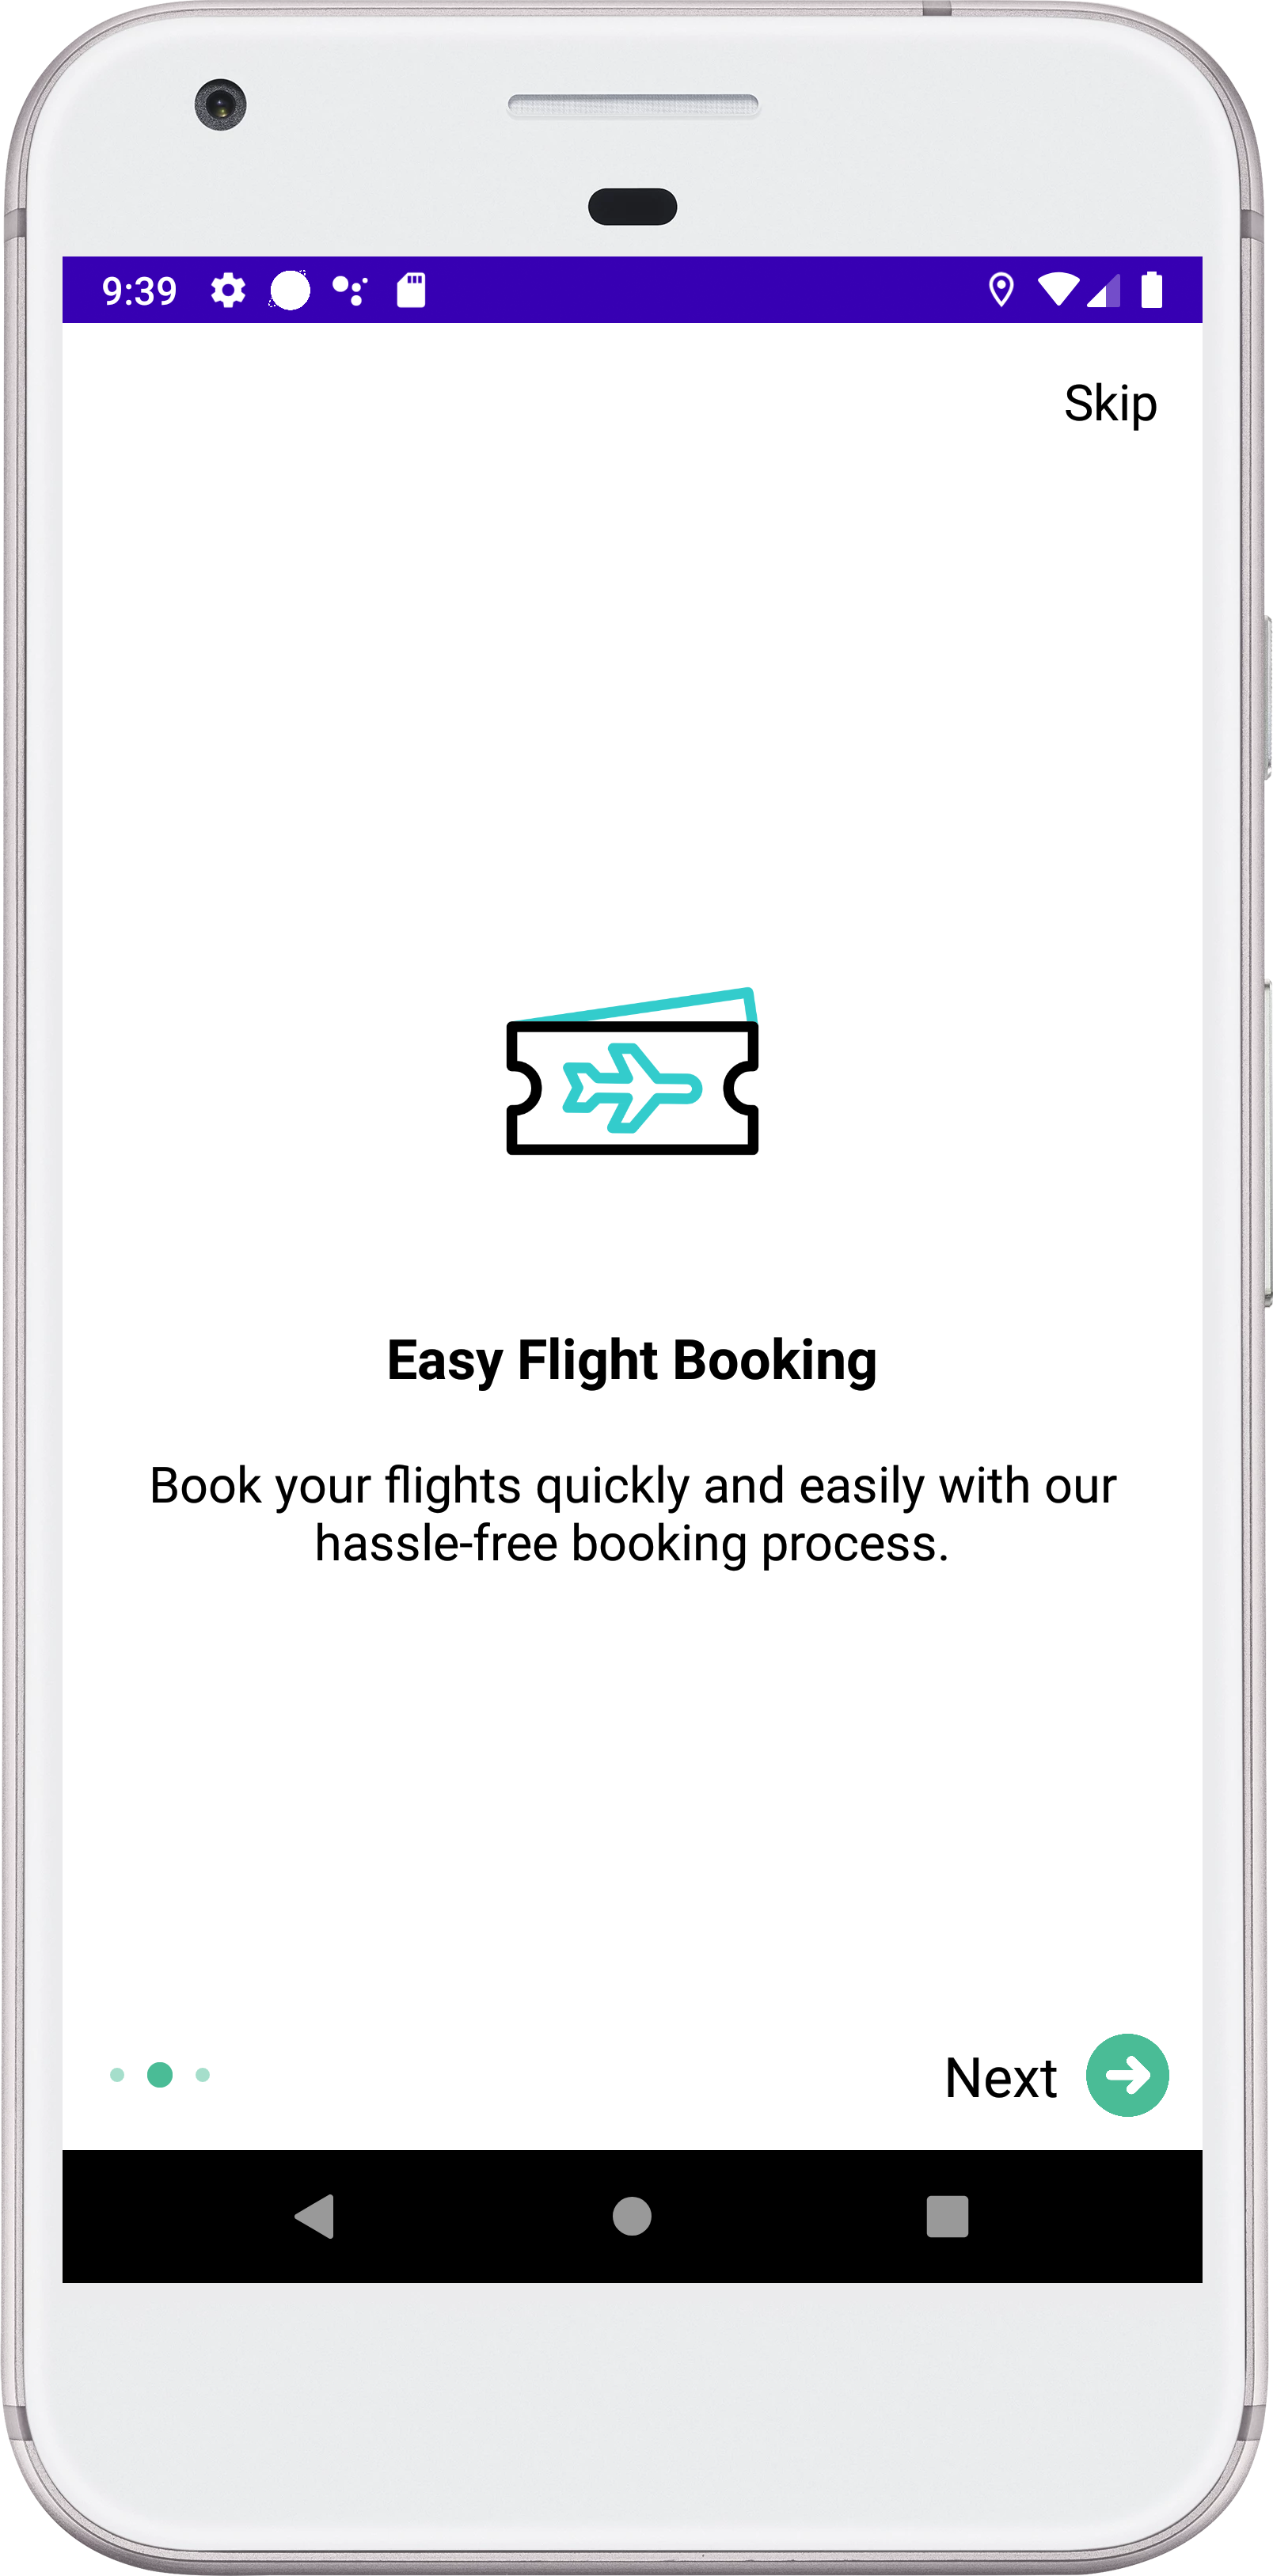 9:39
Skip
Easy Flight Booking
Book your flights quickly and easily with our
hassle-free booking process.
Next